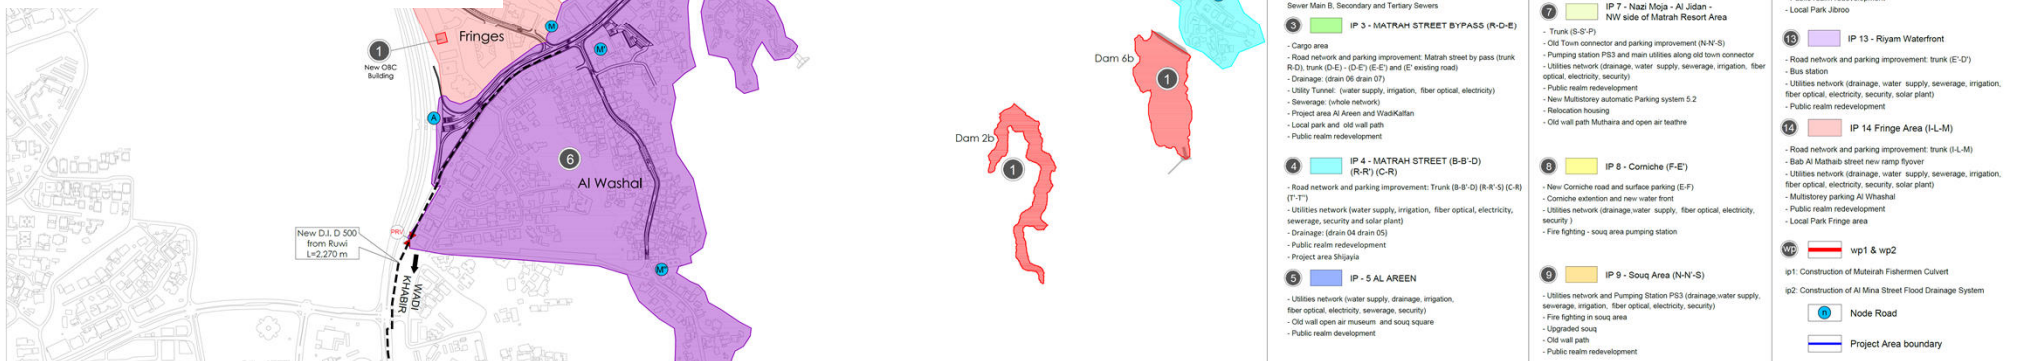 M
Fringes
1
New OBC
Building
M'
A
6
Al Washal
PRV
New D.I. D 500
from Ruwi
L=2,270 m
WADI
KHABIR
M''
Dam 6b
1
Dam 2b
1
Sewer Main B, Secondary and Tertiary Sewers
3 IP 3 - MATRAH STREET BYPASS (R-D-E)
- Cargo area
- Road network and parking improvement: Matrah street by pass (trunk
R-D), trunk (D-E) - (D-E') (E-E') and (E' existing road)
- Drainage: (drain 06 drain 07)
- Utility Tunnel: (water supply, irrigation, fiber optical, electricity)
- Sewerage: (whole network)
- Project area Al Areen and WadiKalfan
- Local park and old wall path
- Public realm redevelopment
4 IP 4 - MATRAH STREET (B-B'-D)
(R-R') (C-R)
- Road network and parking improvement: Trunk (B-B'-D) (R-R'-S) (C-R)
(T'-T'')
- Utilities network (water supply, irrigation, fiber optical, electricity,
sewerage, security and solar plant)
- Drainage: (drain 04 drain 05)
- Public realm redevelopment
- Project area Shijayia
5 IP - 5 AL AREEN
- Utilities network (water supply, drainage, irrigation,
fiber optical, electricity, sewerage, security)
- Old wall open air museum and souq square
- Public realm development
7 IP 7 - Nazi Moja - Al Jidan -
NW side of Matrah Resort Area
- Trunk (S-S'-P)
- Old Town connector and parking improvement (N-N'-S)
- Pumping station PS3 and main utilities along old town connector
- Utilities network (drainage, water supply, sewerage, irrigation, fiber
optical, electricity, security)
- Public realm redevelopment
- New Multistorey automatic Parking system 5.2
- Relocation housing
- Old wall path Muthaira and open air teathre
8 IP 8 - Corniche (F-E')
- New Corniche road and surface parking (E-F)
- Corniche extention and new water front
- Utilities network (drainage,water supply, fiber optical, electricity,
security )
- Fire fighting - souq area pumping station
9 IP 9 - Souq Area (N-N'-S)
- Utilities network and Pumping Station PS3 (drainage,water supply,
sewerage, irrigation, fiber optical, electricity, security)
- Fire fighting in souq area
- Upgraded souq
- Old wall path
- Public realm redevelopment
- Local Park Jibroo
13 IP 13 - Riyam Waterfront
- Road network and parking improvement: trunk (E'-D')
- Bus station
- Utilities network (drainage, water supply, sewerage, irrigation,
fiber optical, electricity, security, solar plant)
- Public realm redevelopment
14 IP 14 Fringe Area (I-L-M)
- Road network and parking improvement: trunk (I-L-M)
- Bab Al Mathaib street new ramp flyover
- Utilities network (drainage, water supply, sewerage, irrigation,
fiber optical, electricity, security, solar plant)
- Multistorey parking Al Whashal
- Public realm redevelopment
- Local Park Fringe area
wp wp1 & wp2
ip1: Construction of Muteirah Fishermen Culvert
ip2: Construction of Al Mina Street Flood Drainage System
n Node Road
Project Area boundary